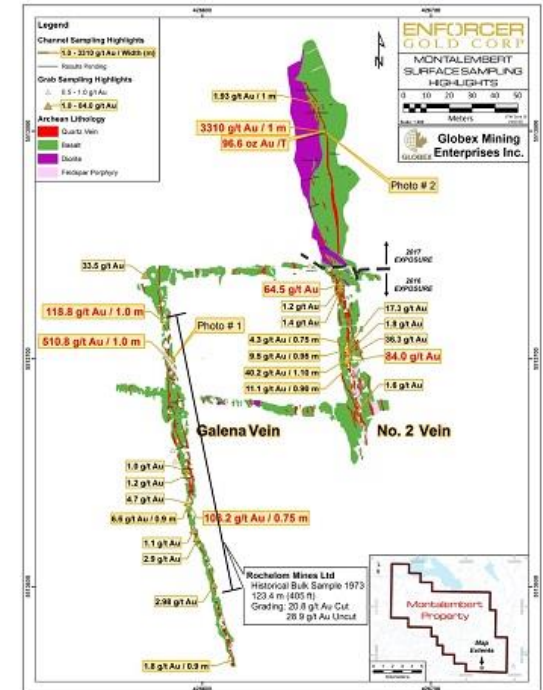 Legend
Channel Sampling Highlights
1.0 - 3310 g/t Au / Width (m)
Results Pending
Grab Sampling Highlights
0.5 - 1.0 g/t Au
1.0 - 84.0 g/t Au
Archean Lithology
Quartz Vein
Basalt
Diorite
Feldspar Porphyry
ENFORCER
GOLD CORP
MONTALEMBERT
SURFACE SAMPLING
HIGHLIGHTS
0 10 20 30 40 50
Meters
GLOBEX
Globex Mining
Enterprises Inc.
N
1.93 g/t Au / 1 m
3310 g/t Au / 1 m
96.6 oz Au /T
Photo # 2
2017
EXPOSURE
2016
EXPOSURE
33.5 g/t Au
64.5 g/t Au
1.2 g/t Au
1.4 g/t Au
17.3 g/t Au
1.8 g/t Au
36.3 g/t Au
84.0 g/t Au
118.8 g/t Au / 1.0 m
Photo # 1
510.8 g/t Au / 1.0 m
4.3 g/t Au / 0.75 m
9.5 g/t Au / 0.95 m
40.2 g/t Au / 1.10 m
11.1 g/t Au / 0.90 m
1.6 g/t Au
Galena Vein
No. 2 Vein
1.0 g/t Au
1.2 g/t Au
4.7 g/t Au
6.6 g/t Au / 0.9 m
g/t Au / 0.75 m
1.1 g/t Au
2.9 g/t Au
2.98 g/t Au
1.8 g/t Au / 0.9 m
Rochelom Mines Ltd
Historical Bulk Sample 1973
123.4 m (405 ft)
Grading: 20.8 g/t Au Cut
28.9 g/t Au Uncut
Montalembert
Property
Map
Extents